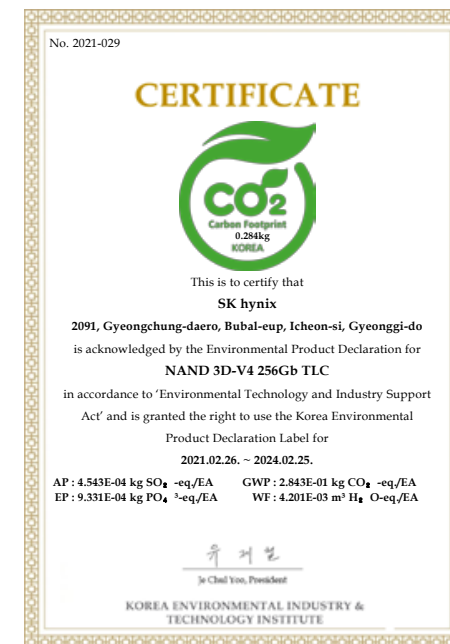 No. 2021-029
CERTIFICATE
CO2
Carbon Footprint
0.284kg
KOREA
This is to certify that
SK hynix
2091, Gyeongchung-daero, Bubal-eup, Icheon-si, Gyeonggi-do
is acknowledged by the Environmental Product Declaration for
NAND 3D-V4 256Gb TLC
in accordance to ‘Environmental Technology and Industry Support
Act’ and is granted the right to use the Korea Environmental
Product Declaration Label for
2021.02.26. ~ 2024.02.25.
AP : 4.543E-04 kg SO₂ -eq./EA GWP : 2.843E-01 kg CO₂ -eq./EA
EP : 9.331E-04 kg PO₄ ³-eq./EA WF : 4.201E-03 m³ H₂ O-eq./EA
Je Chul Yoo, President
KOREA ENVIRONMENTAL INDUSTRY &
TECHNOLOGY INSTITUTE